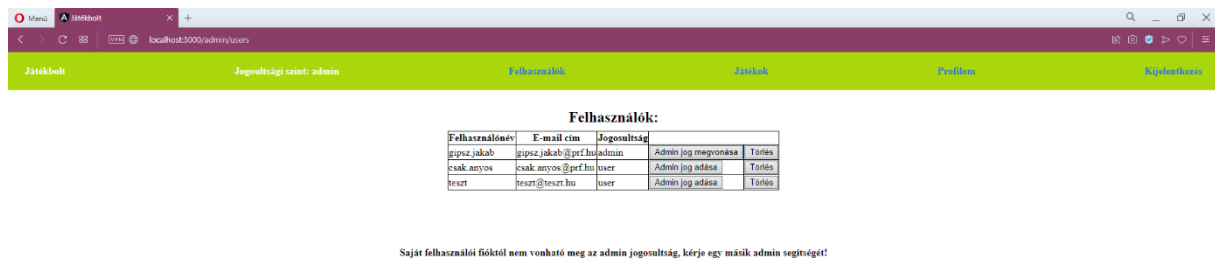 Menü Játékbolt
VPN localhost:3000/admin/users
Játékbolt Jogoultsági szint: admin Felhasználók Játékok Profilom Kijelentkezés
Felhasználók:
Felhasználónév E-mail cím Jogosultság
gipsz.jakab gipsz.jakab@prf.hu admin Admin jog megvonása Törlés
csak.anyos csak.anyos@prf.hu user Admin jog adása Törlés
teszt teszt@teszt.hu user Admin jog adása Törlés
Saját felhasználói fióktól nem vonható meg az admin jogosultság, kérje egy másik admin segítségét!